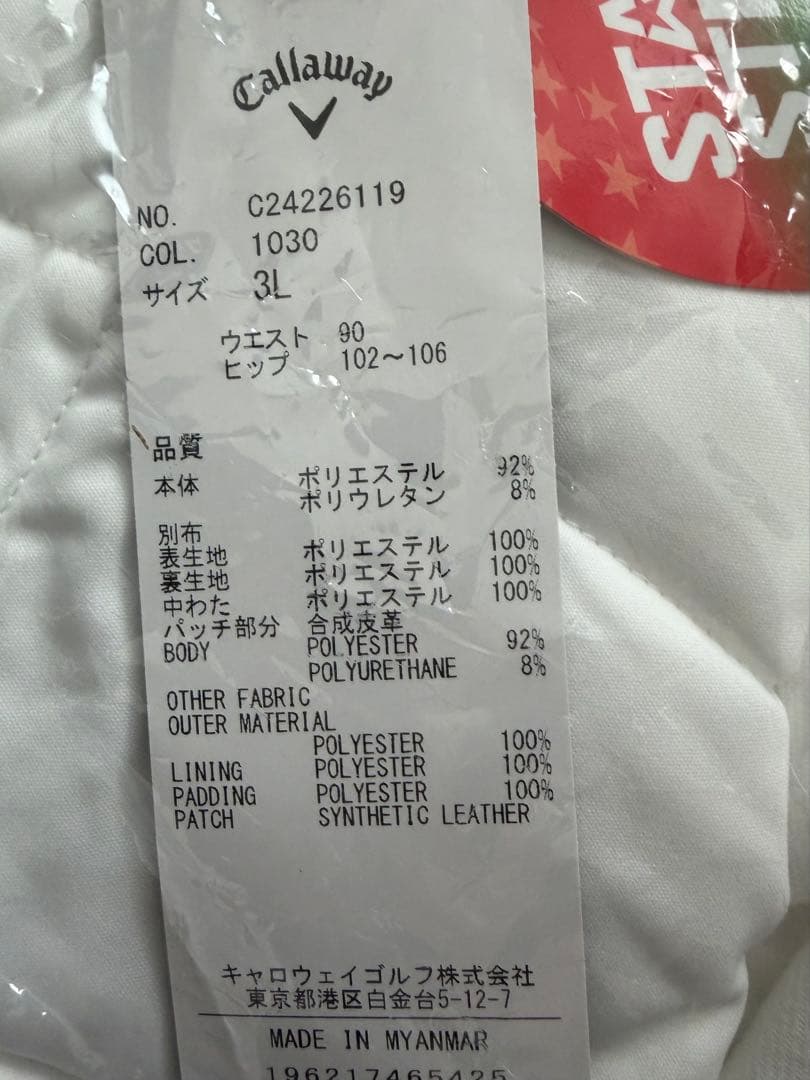 Callaway
NO. C24226119
COL. 1030
サイズ 3L
ウエスト 90
ヒップ 102～106
品質
本体 ポリエステル 92%
ポリウレタン 8%
別布
表生地 ポリエステル 100%
裏生地 ポリエステル 100%
中わた ポリエステル 100%
パッチ部分 合成皮革
BODY POLYESTER 92%
POLYURETHANE 8%
OTHER FABRIC
OUTER MATERIAL
POLYESTER 100%
LINING POLYESTER 100%
PADDING POLYESTER 100%
PATCH SYNTHETIC LEATHER
キャロウェイゴルフ株式会社
東京都港区白金台5-12-7
MADE IN MYANMAR
196217465425